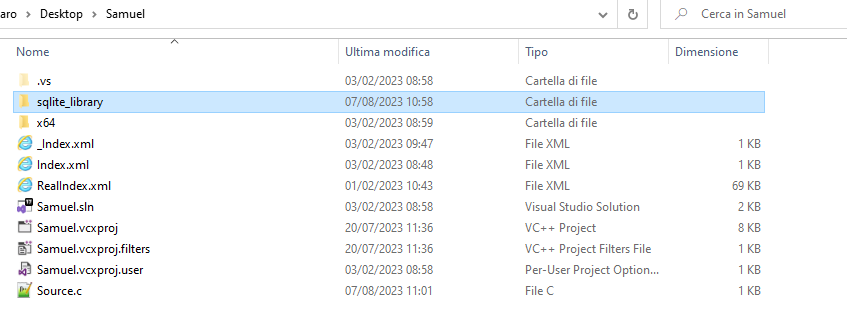 aro > Desktop > Samuel Cerca in Samuel
Nome Ultima modifica Tipo Dimensione
.vs 03/02/2023 08:58 Cartella di file
sqlite_library 07/08/2023 10:58 Cartella di file
x64 03/02/2023 08:59 Cartella di file
_Index.xml 03/02/2023 09:47 File XML 1 KB
Index.xml 03/02/2023 08:48 File XML 1 KB
RealIndex.xml 01/02/2023 10:43 File XML 69 KB
Samuel.sln 03/02/2023 08:58 Visual Studio Solution 2 KB
Samuel.vcxproj 20/07/2023 11:36 VC++ Project 8 KB
Samuel.vcxproj.filters 20/07/2023 11:36 VC++ Project Filters File 1 KB
Samuel.vcxproj.user 03/02/2023 08:58 Per-User Project Option... 1 KB
Source.c 07/08/2023 11:01 File C 1 KB